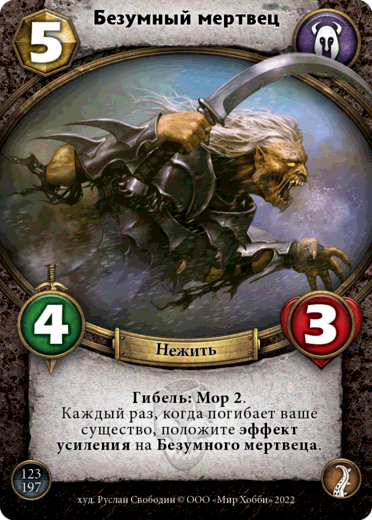 Безумный мертвец
5
4
3
Нежить
Гибель: Мор 2.
Каждый раз, когда погибает ваше
существо, положите эффект
усиления на Безумного мертвеца.
123
197
худ. Руслан Свободин © ООО «Мир Хобби» 2022